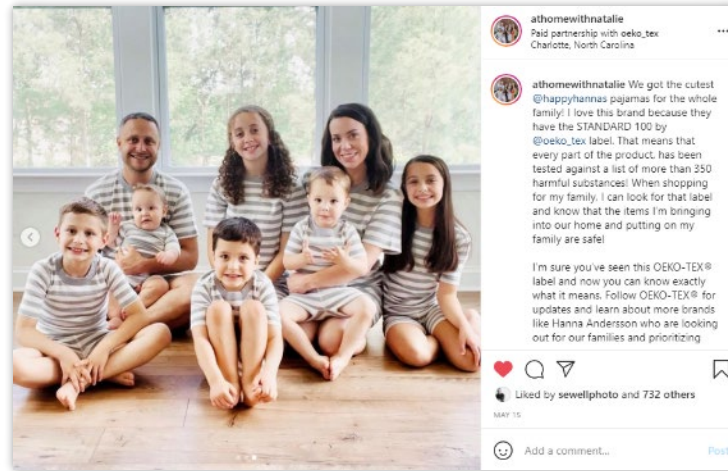 athomewithnatalie
Paid partnership with oeko_tex
Charlotte, North Carolina
athomewithnatalie We got the cutest
@happyhannas pajamas for the whole
family! I love this brand because they
have the STANDARD 100 by
@oeko_tex label. That means that
every part of the product, has been
tested against a list of more than 350
harmful substances! When shopping
for my family, I can look for that label
and know that the items I'm bringing
into our home and putting on my
family are safe!
I'm sure you've seen this OEKO-TEX®
label and now you can know exactly
what it means. Follow OEKO-TEX® for
updates and learn about more brands
like Hanna Andersson who are looking
out for our families and prioritizing
Liked by sewellphoto and 732 others
MAY 15
Add a comment...
Post